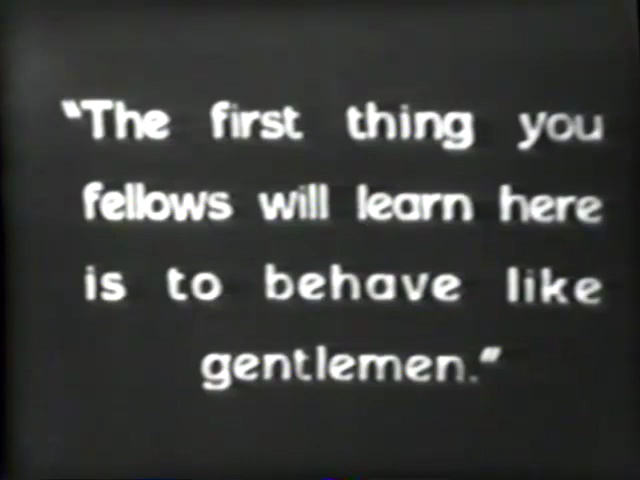 "The first thing you
fellows will learn here
is to behave like
gentlemen."